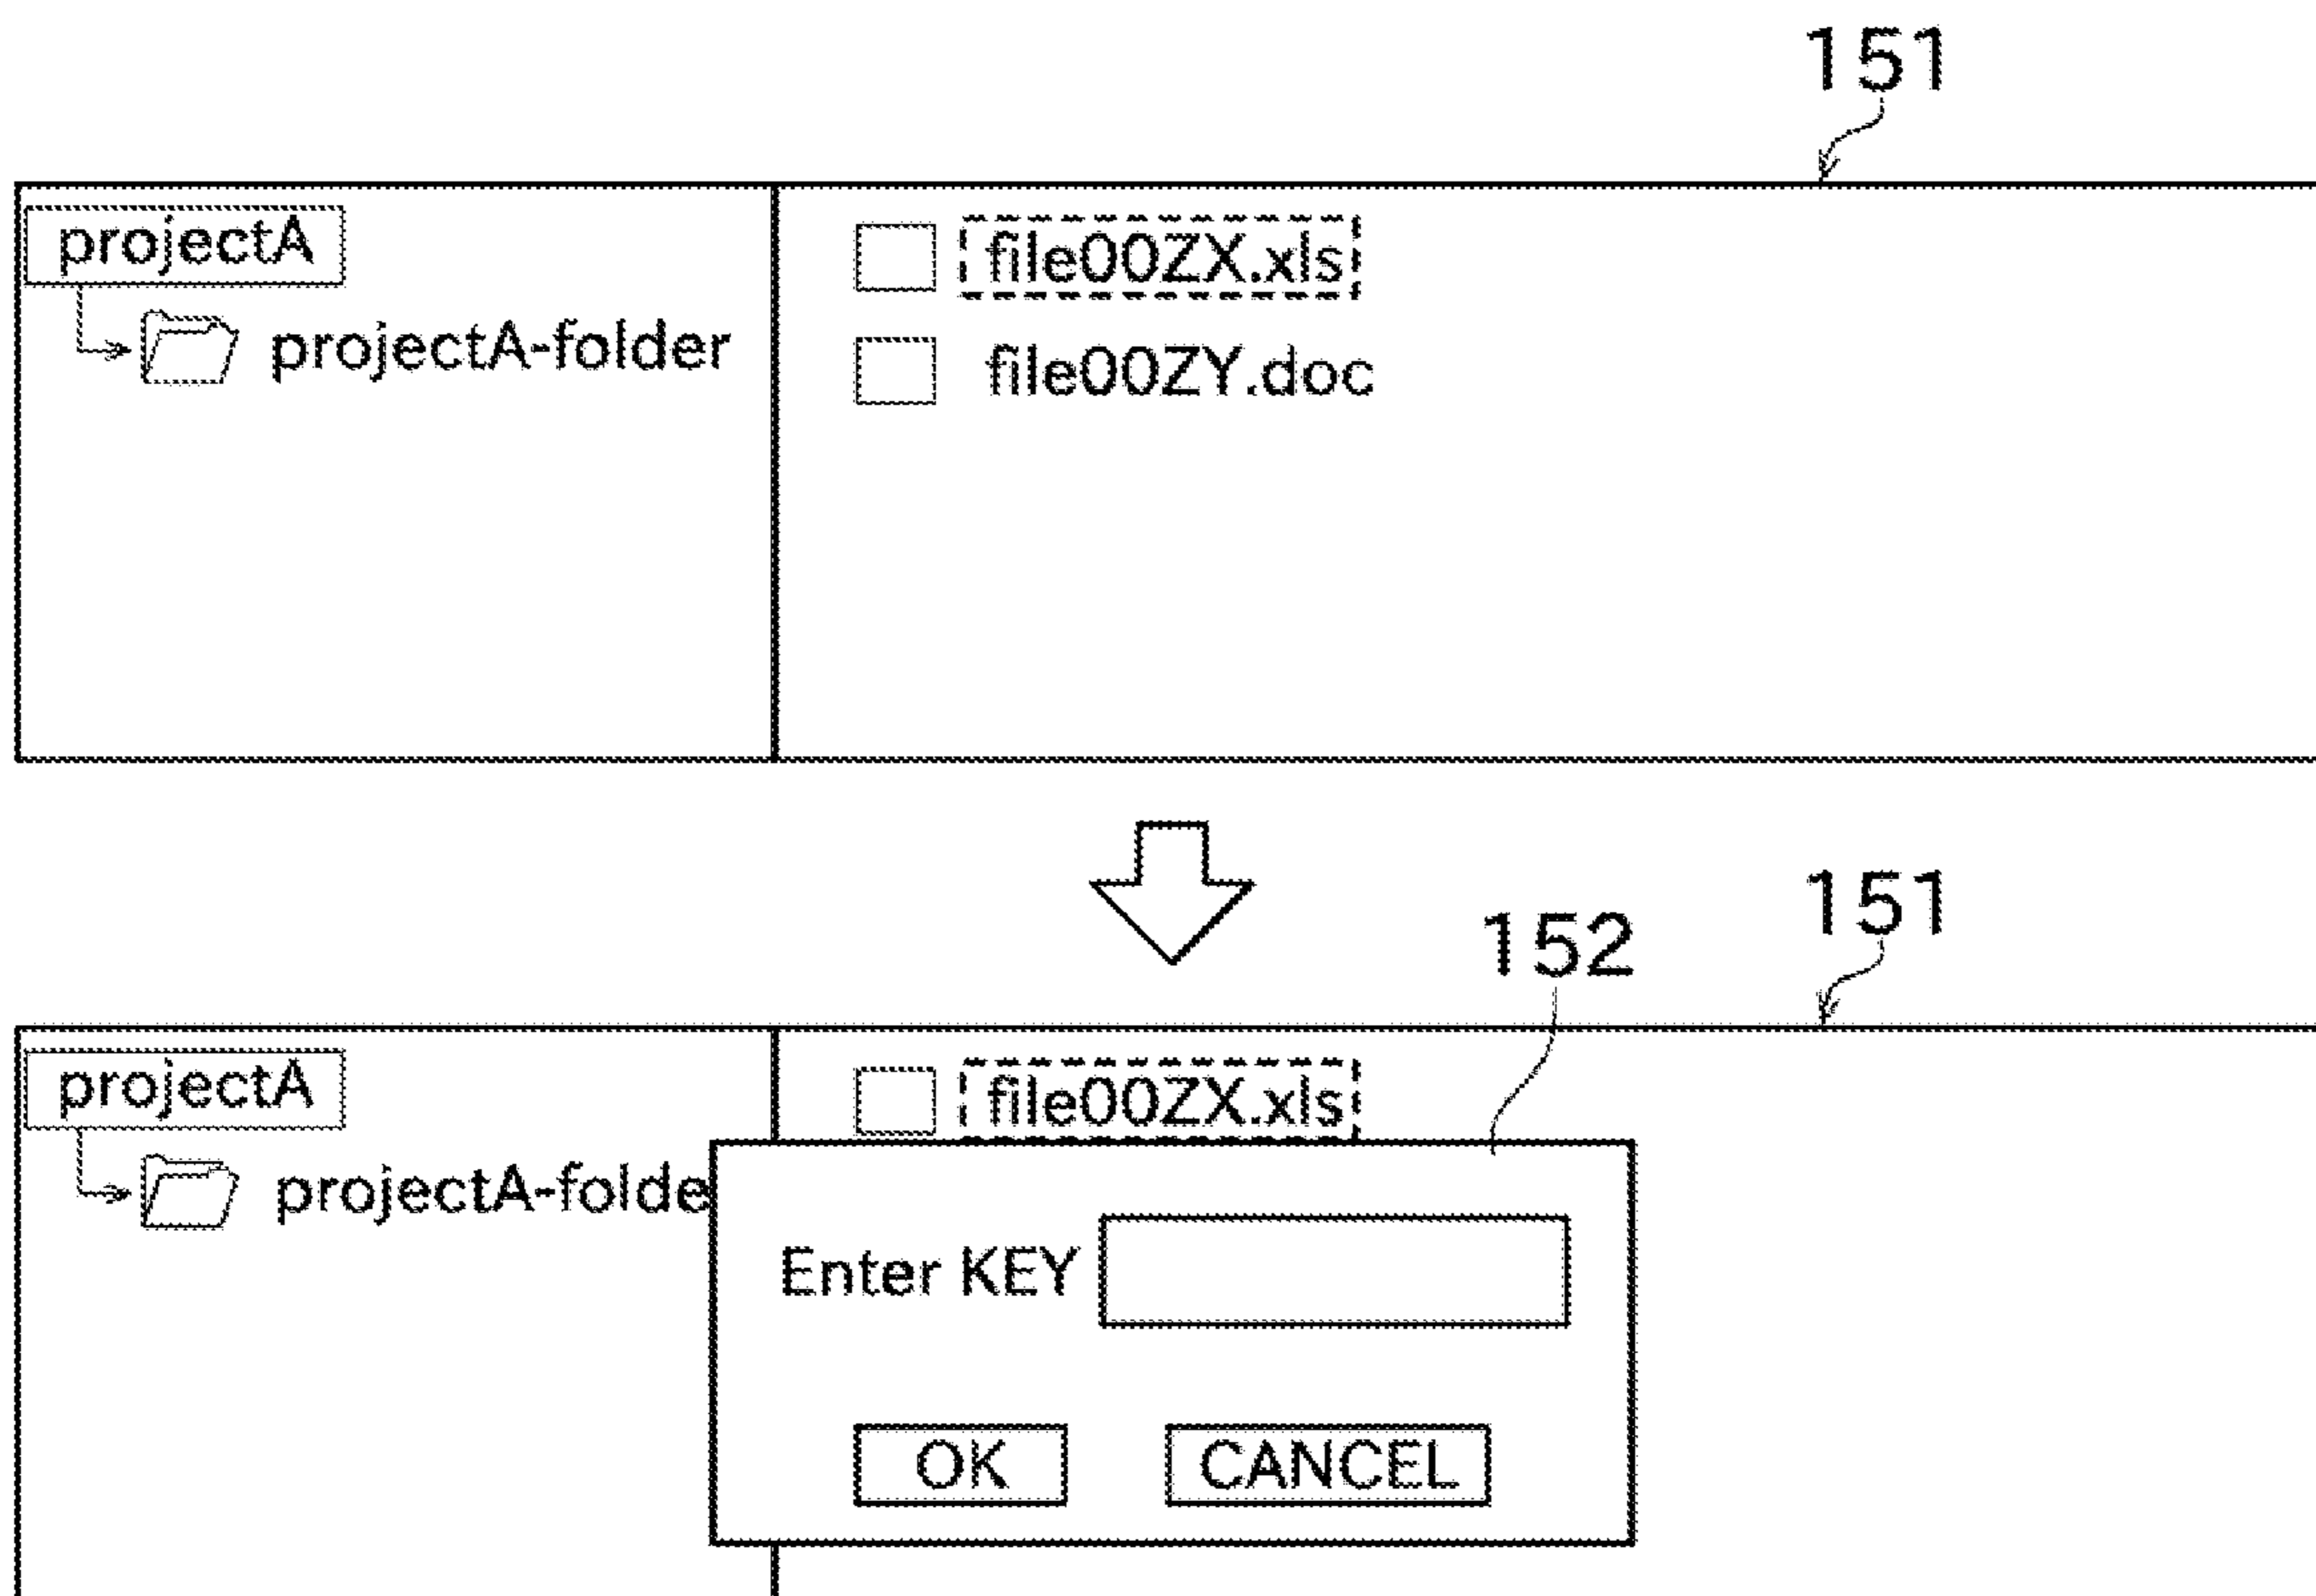 151
projectA
projectA-folder
file00ZX.xls
file00ZY.doc
151
152
projectA
projectA-folde
file00ZX.xls
Enter KEY
OK
CANCEL